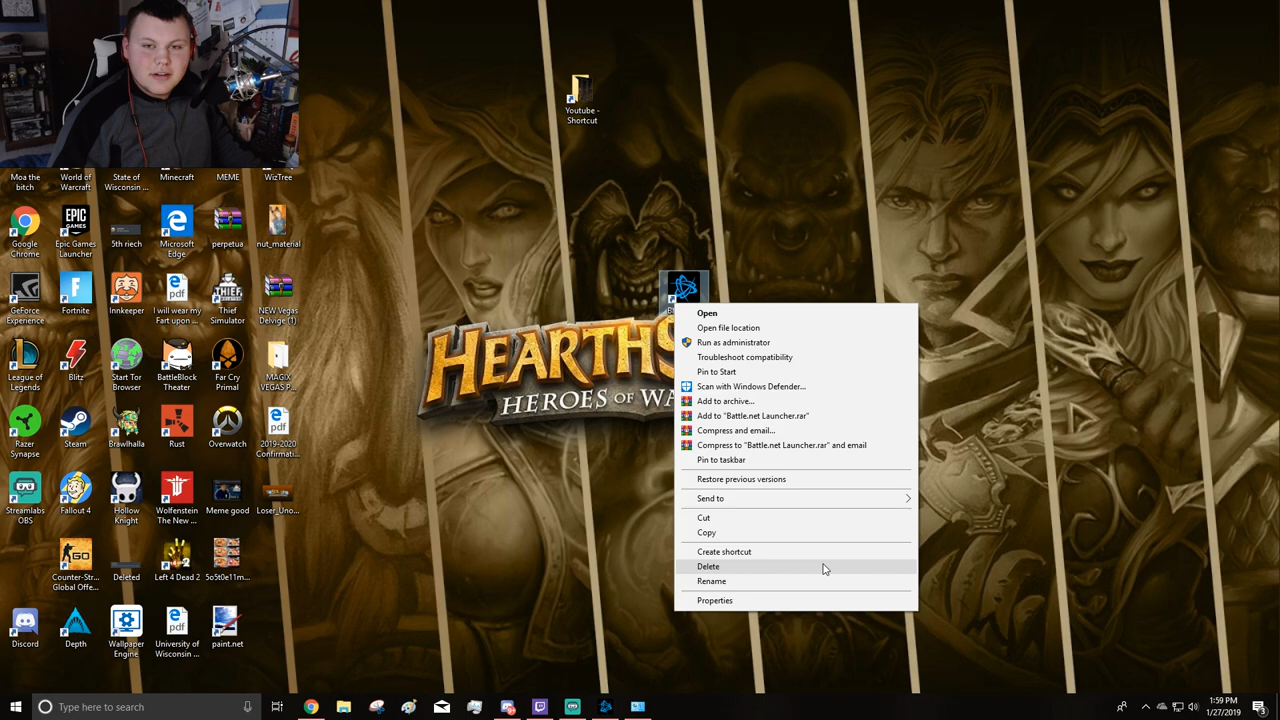 Youtube -
Shortcut
Moa the
bitch
World of
Warcraft
State of
Wisconsin ...
Minecraft
MEME
WizTree
Google
Chrome
EPIC
GAMES
Epic Games
Launcher
5th riech
Microsoft
Edge
perpetua
nut_material
GeForce
Experience
Fortnite
Innkeeper
pdf
I will wear my
Fart upon ...
THIEF
Thief
Simulator
NEW Vegas
Delvige (1)
League of
Legends
Blitz
Start Tor
Browser
BattleBlock
Theater
Far Cry
Primal
MAGIX
VEGAS P...
Razer
Synapse
Steam
Brawlhalla
Rust
Overwatch
pdf
2019-2020
Confirmati...
Streamlabs
OBS
Fallout 4
Hollow
Knight
Wolfenstein
The New ...
Meme good
Loser_Uno...
GO
Counter-Str...
Global Offe...
Deleted
Left 4 Dead 2
5o5t0e11m...
Discord
Depth
Wallpaper
Engine
pdf
University of
Wisconsin ...
paint.net
HEARTHS
HEROES OF WA
Open
Open file location
Run as administrator
Troubleshoot compatibility
Pin to Start
Scan with Windows Defender...
Add to archive...
Add to "Battle.net Launcher.rar"
Compress and email...
Compress to "Battle.net Launcher.rar" and email
Pin to taskbar
Restore previous versions
Send to
Cut
Copy
Create shortcut
Delete
Rename
Properties
Type here to search
1:59 PM
1/27/2019
3